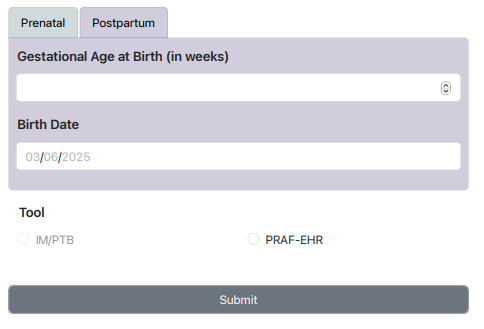 Prenatal Postpartum
Gestational Age at Birth (in weeks)
Birth Date
03/06/2025
Tool
IM/PTB PRAF-EHR
Submit